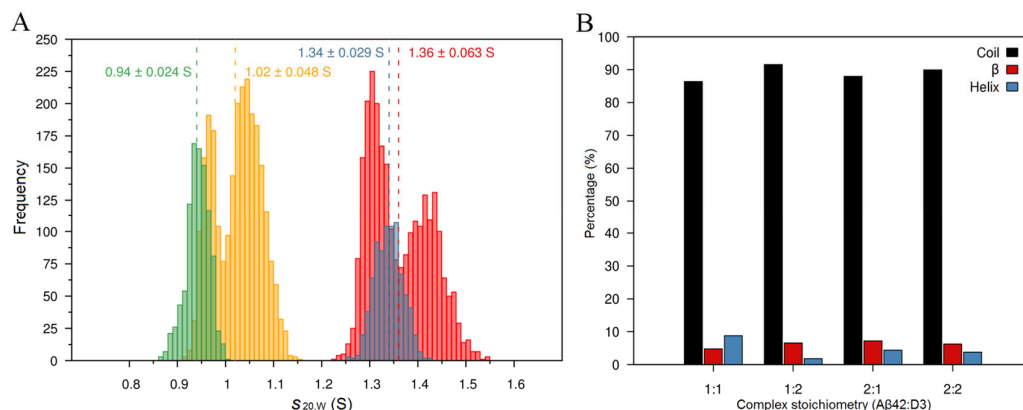 A
B
0.94 ± 0.024 S
1.02 ± 0.048 S
1.34 ± 0.029 S
1.36 ± 0.063 S
Frequency
250
225
200
175
150
125
100
75
50
25
0
0.8 0.9 1 1.1 1.2 1.3 1.4 1.5 1.6
s20,W (S)
Percentage (%)
100
90
80
70
60
50
40
30
20
10
0
Coil
β
Helix
1:1 1:2 2:1 2:2
Complex stoichiometry (Aβ42:D3)